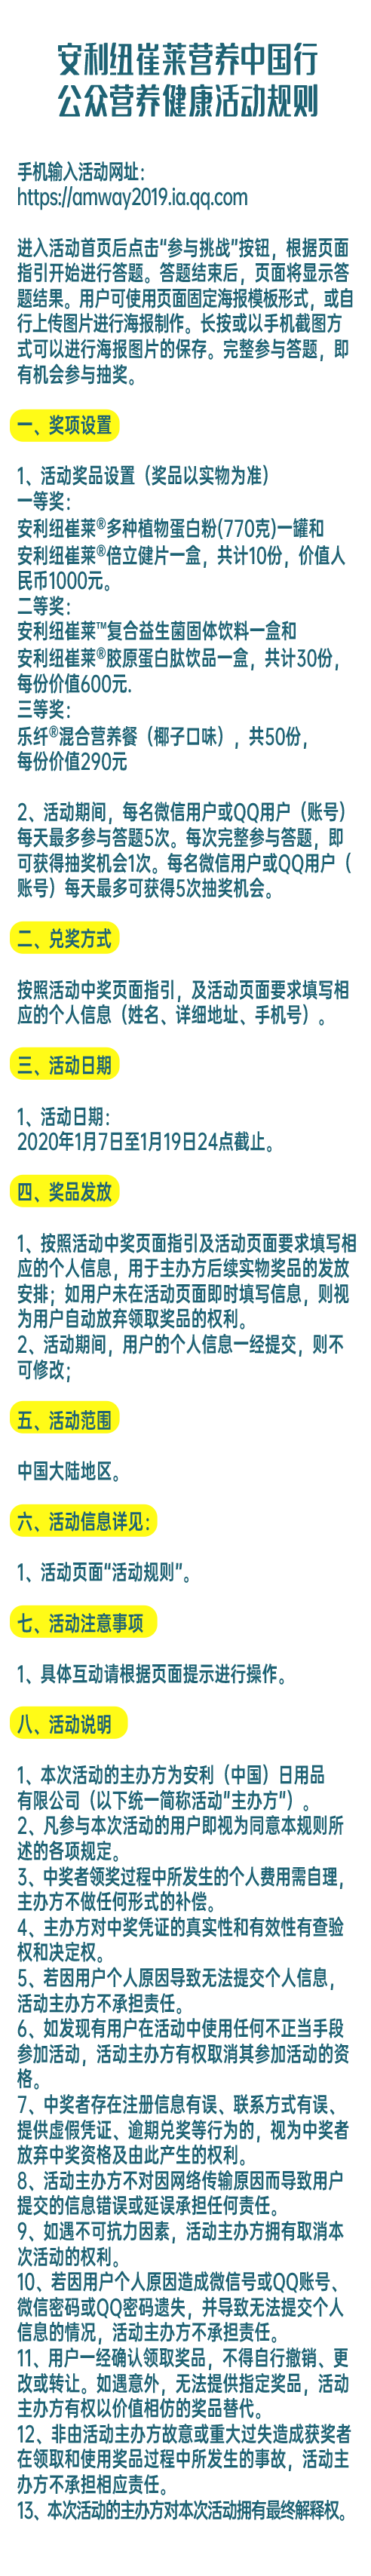 安利纽崔莱营养中国行
公众营养健康活动规则
手机输入活动网址：
https://amway2019.ia.qq.com
进入活动首页后点击“参与挑战”按钮，根据页面
指引开始进行答题。答题结束后，页面将显示答
题结果。用户可使用页面固定海报模板形式，或自
行上传图片进行海报制作。长按或以手机截图方
式可以进行海报图片的保存。完整参与答题，即
有机会参与抽奖。
一、奖项设置
1、活动奖品设置（奖品以实物为准）
一等奖：
安利纽崔莱®多种植物蛋白粉(770克)一罐和
安利纽崔莱®倍立健片一盒，共计10份，价值人
民币1000元。
二等奖：
安利纽崔莱™复合益生菌固体饮料一盒和
安利纽崔莱®胶原蛋白肽饮品一盒，共计30份，
每份价值600元.
三等奖：
乐纤®混合营养餐（椰子口味），共50份，
每份价值290元
2、活动期间，每名微信用户或QQ用户（账号）
每天最多参与答题5次。每次完整参与答题，即
可获得抽奖机会1次。每名微信用户或QQ用户（
账号）每天最多可获得5次抽奖机会。
二、兑奖方式
按照活动中奖页面指引，及活动页面要求填写相
应的个人信息（姓名、详细地址、手机号）。
三、活动日期
1、活动日期：
2020年1月7日至1月19日24点截止。
四、奖品发放
1、按照活动中奖页面指引及活动页面要求填写相
应的个人信息，用于主办方后续实物奖品的发放
安排；如用户未在活动页面即时填写信息，则视
为用户自动放弃领取奖品的权利。
2、活动期间，用户的个人信息一经提交，则不
可修改；
五、活动范围
中国大陆地区。
六、活动信息详见：
1、活动页面“活动规则”。
七、活动注意事项
1、具体互动请根据页面提示进行操作。
八、活动说明
1、本次活动的主办方为安利（中国）日用品
有限公司（以下统一简称活动”主办方”）。
2、凡参与本次活动的用户即视为同意本规则所
述的各项规定。
3、中奖者领奖过程中所发生的个人费用需自理，
主办方不做任何形式的补偿。
4、主办方对中奖凭证的真实性和有效性有查验
权和决定权。
5、若因用户个人原因导致无法提交个人信息，
活动主办方不承担责任。
6、如发现有用户在活动中使用任何不正当手段
参加活动，活动主办方有权取消其参加活动的资
格。
7、中奖者存在注册信息有误、联系方式有误、
提供虚假凭证、逾期兑奖等行为的，视为中奖者
放弃中奖资格及由此产生的权利。
8、活动主办方不对因网络传输原因而导致用户
提交的信息错误或延误承担任何责任。
9、如遇不可抗力因素，活动主办方拥有取消本
次活动的权利。
10、若因用户个人原因造成微信号或QQ账号、
微信密码或QQ密码遗失，并导致无法提交个人
信息的情况，活动主办方不承担责任。
11、用户一经确认领取奖品，不得自行撤销、更
改或转让。如遇意外，无法提供指定奖品，活动
主办方有权以价值相仿的奖品替代。
12、非由活动主办方故意或重大过失造成获奖者
在领取和使用奖品过程中所发生的事故，活动主
办方不承担相应责任。
13、本次活动的主办方对本次活动拥有最终解释权。